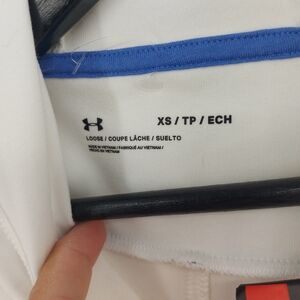 XS / TP / ECH
LOOSE / COUPE LÂCHE / SUELTO
MADE IN VIETNAM / FABRIQUÉ AU VIETNAM /
HECHO EN VIETNAM